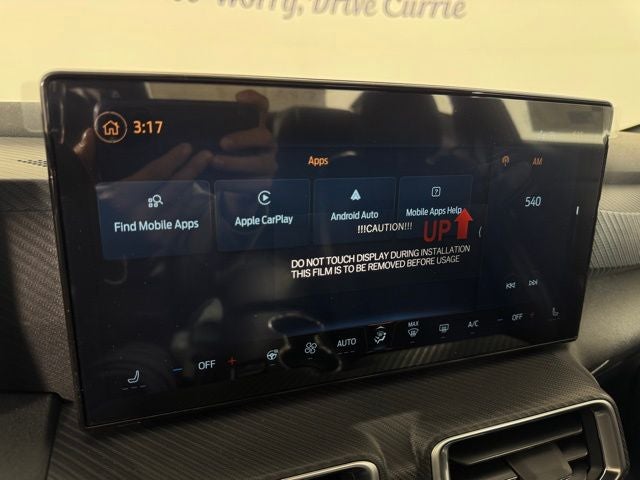 Worry, Drive Currie
3:17
Apps
AM
Find Mobile Apps
Apple CarPlay
Android Auto
Mobile Apps Help
540
!!!CAUTION!!!
UP
DO NOT TOUCH DISPLAY DURING INSTALLATION
THIS FILM IS TO BE REMOVED BEFORE USAGE
OFF
AUTO
MAX
A/C
OFF